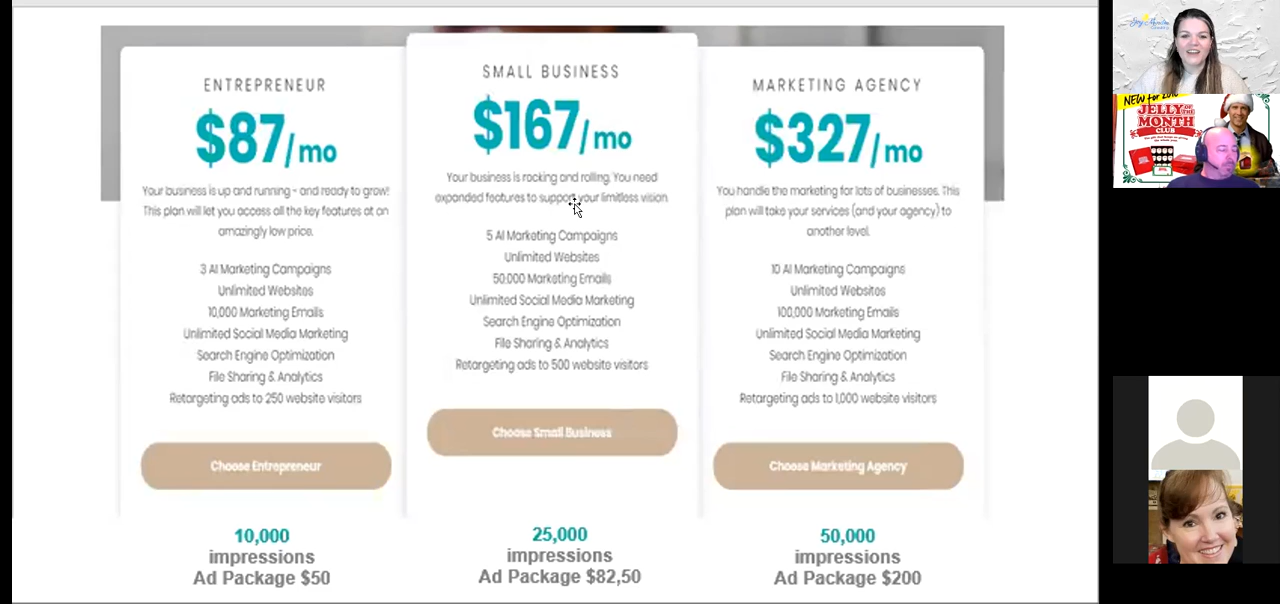 ENTREPRENEUR
$87/mo
Your business is up and running - and ready to grow!
This plan will let you access all the key features at an
amazingly low price.
3 AI Marketing Campaigns
Unlimited Websites
10,000 Marketing Emails
Unlimited Social Media Marketing
Search Engine Optimization
File Sharing & Analytics
Retargeting ads to 250 website visitors
Choose Entrepreneur
10,000
impressions
Ad Package $50
SMALL BUSINESS
$167/mo
Your business is rocking and rolling. You need
expanded features to support your limitless vision.
5 AI Marketing Campaigns
Unlimited Websites
50,000 Marketing Emails
Unlimited Social Media Marketing
Search Engine Optimization
File Sharing & Analytics
Retargeting ads to 500 website visitors
Choose Small Business
25,000
impressions
Ad Package $82,50
MARKETING AGENCY
$327/mo
You handle the marketing for lots of businesses. This
plan will take your services (and your agency) to
another level.
10 AI Marketing Campaigns
Unlimited Websites
100,000 Marketing Emails
Unlimited Social Media Marketing
Search Engine Optimization
File Sharing & Analytics
Retargeting ads to 1,000 website visitors
Choose Marketing Agency
50,000
impressions
Ad Package $200
NEW for
JELLY
OF THE
MONTH
CLUB